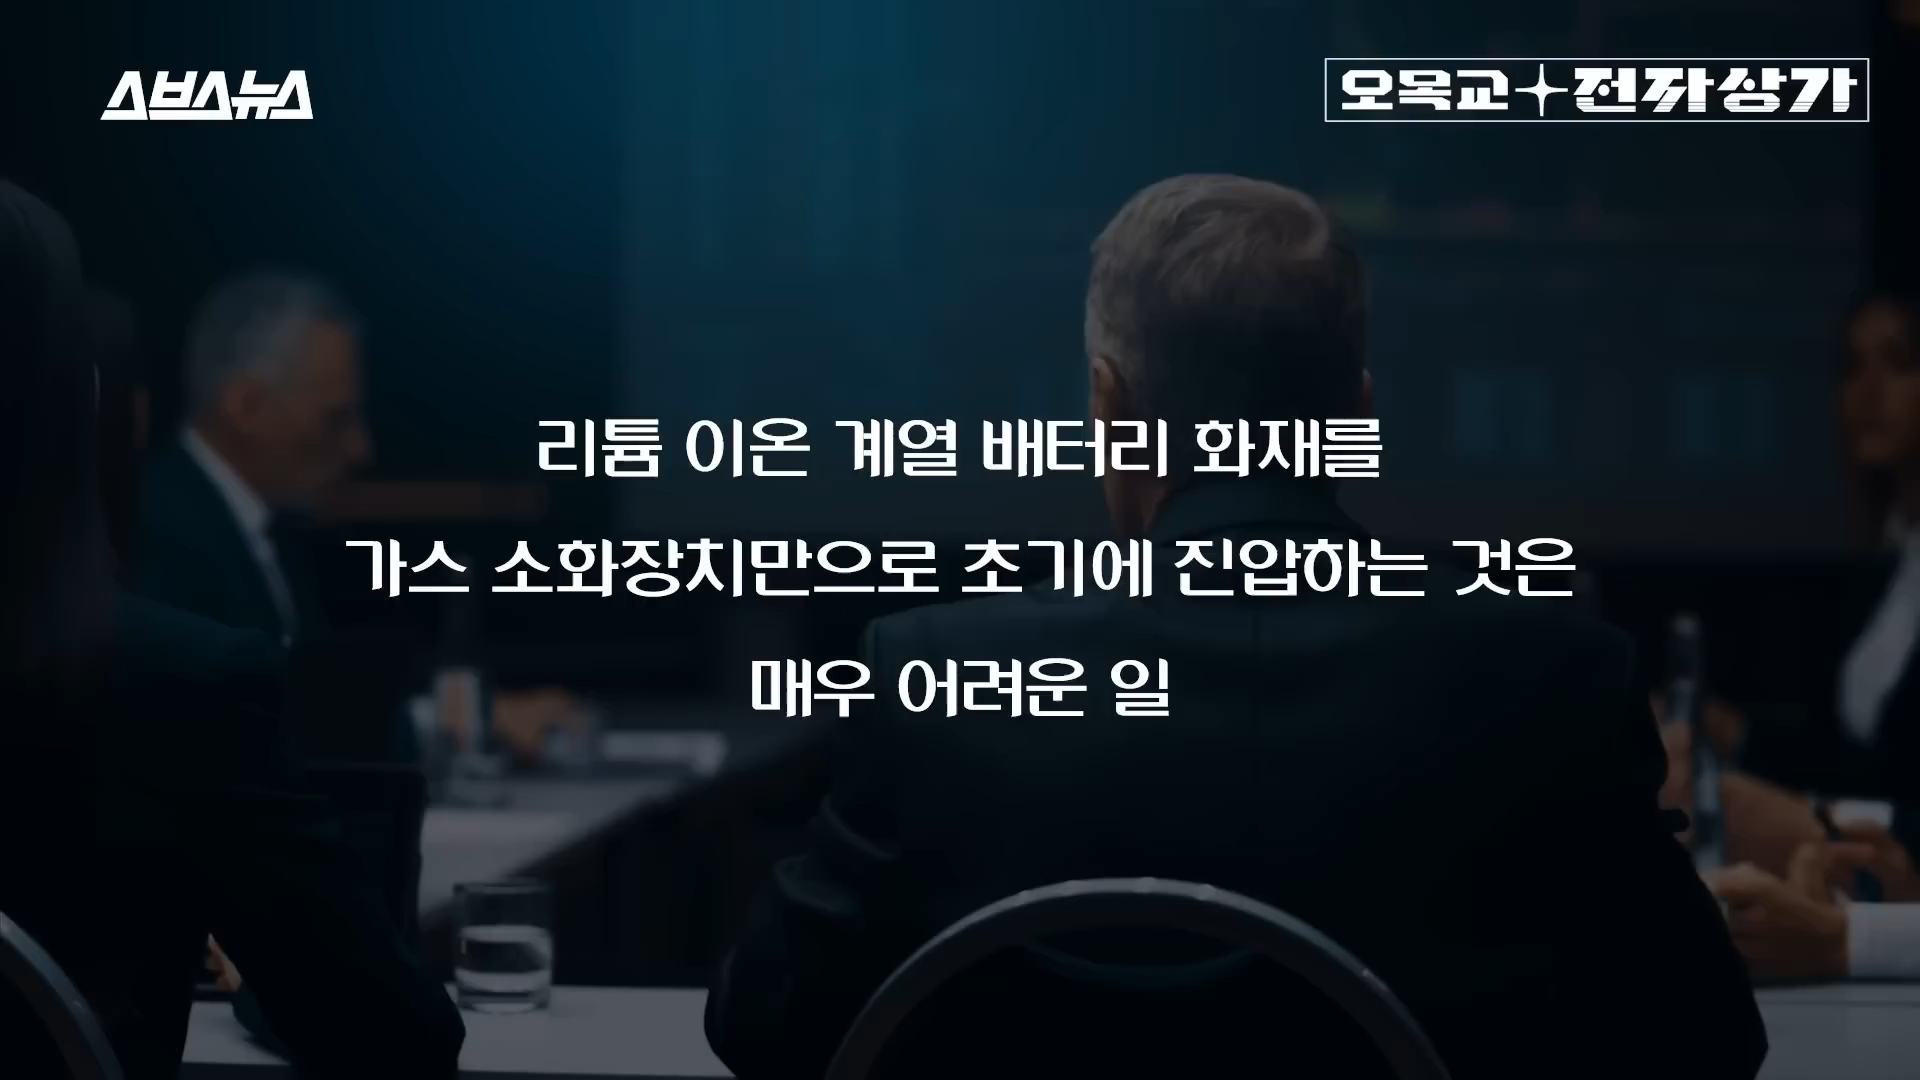 스브스뉴스
오목교 전자상가
리튬 이온 계열 배터리 화재를
가스 소화장치만으로 초기에 진압하는 것은
매우 어려운 일